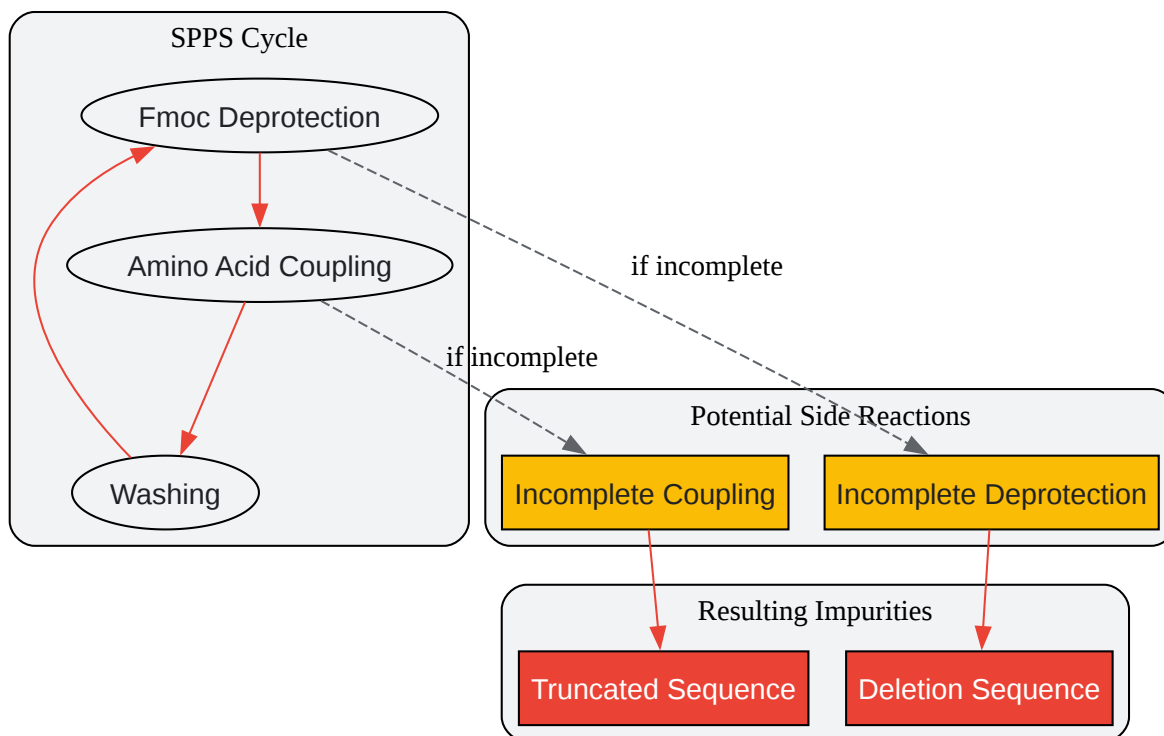 SPPS Cycle
Fmoc Deprotection
Amino Acid Coupling
if incomplete
if incomplete
Washing
Potential Side Reactions
Incomplete Coupling
Incomplete Deprotection
Resulting Impurities
Truncated Sequence
Deletion Sequence